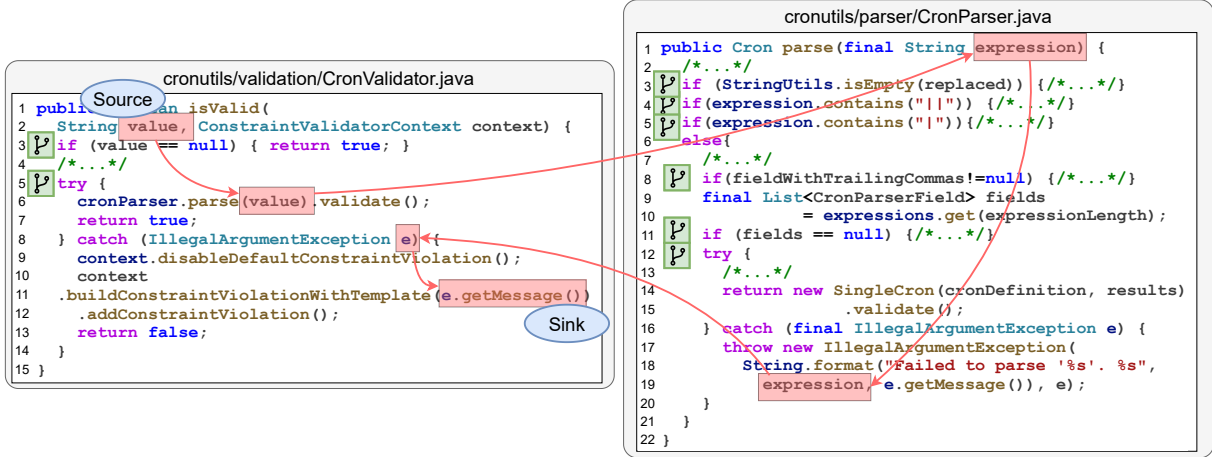 cronutils/validation/CronValidator.java
Source
1 public an isValid(
2 String value, ConstraintValidatorContext context) {
3 if (value == null) { return true; }
4 /*...*/
5 try {
6 cronParser.parse(value).validate();
7 return true;
8 } catch (IllegalArgumentException e) {
9 context.disableDefaultConstraintViolation();
10 context
11 .buildConstraintViolationWithTemplate(e.getMessage())
12 .addConstraintViolation();
13 return false;
14 }
15 }
Sink
cronutils/parser/CronParser.java
1 public Cron parse(final String expression) {
2 /*...*/
3 if (StringUtils.isEmpty(replaced)) {/*...*/}
4 if(expression.contains("||")) {/*...*/}
5 if(expression.contains("|")){/*...*/}
6 else{
7 /*...*/
8 if(fieldWithTrailingCommas!=null) {/*...*/}
9 final List<CronParserField> fields
10 = expressions.get(expressionLength);
11 if (fields == null) {/*...*/}
12 try {
13 /*...*/
14 return new SingleCron(cronDefinition, results)
15 .validate();
16 } catch (final IllegalArgumentException e) {
17 throw new IllegalArgumentException(
18 String.format("Failed to parse '%s'. %s",
19 expression, e.getMessage()), e);
20 }
21 }
22 }